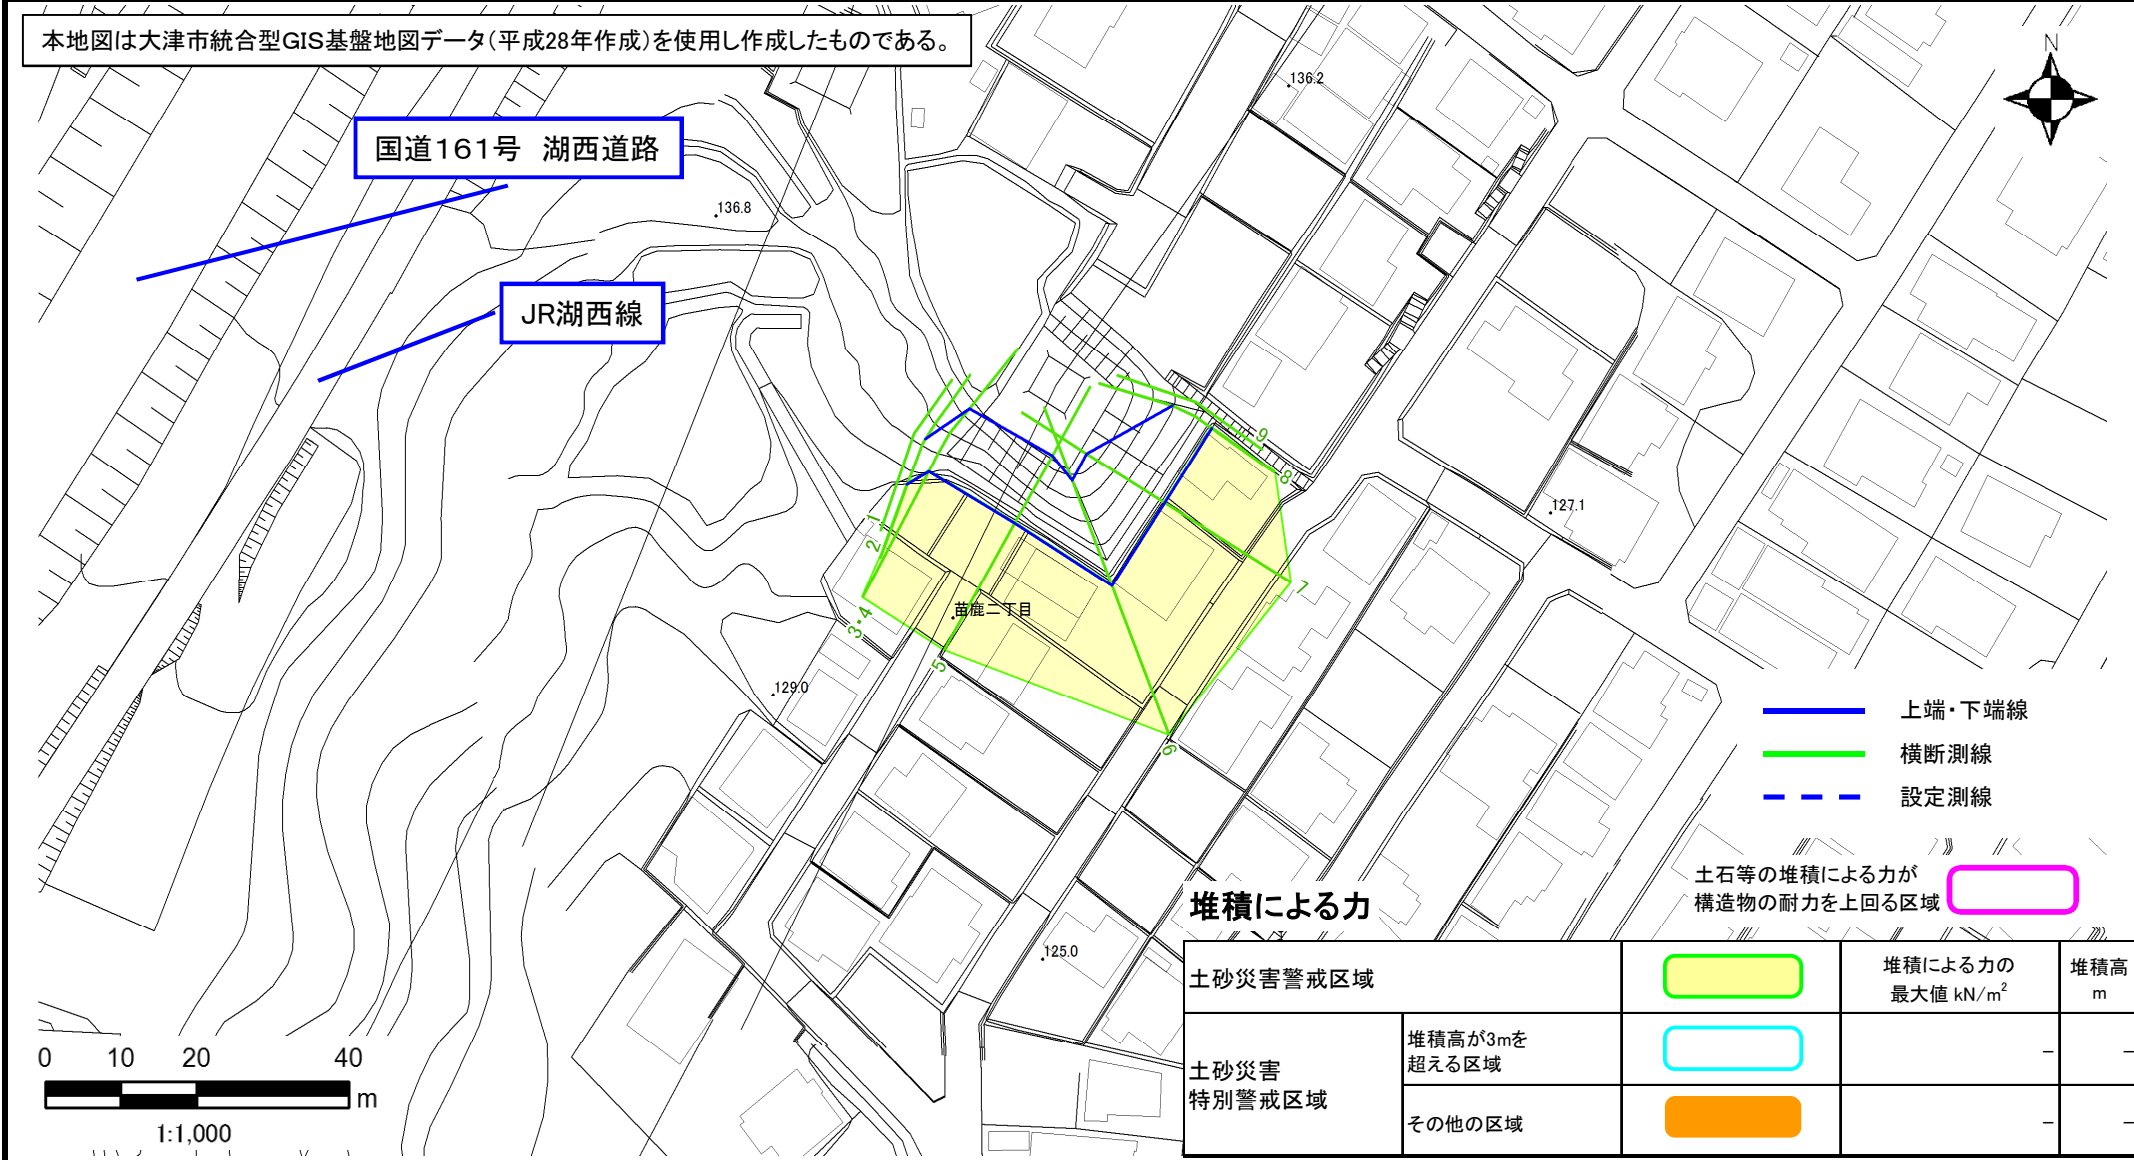 本地図は大津市統合型GIS基盤地図データ(平成28年作成)を使用し作成したものである。
N
136.2
国道161号　湖西道路
136.8
JR湖西線
9
8
127.1
1
2
7
苗鹿二丁目
3・4
5
129.0
6
上端・下端線
横断測線
設定測線
土石等の堆積による力が
構造物の耐力を上回る区域
堆積による力
125.0
土砂災害警戒区域
堆積による力の
最大値 kN/m²
堆積高
m
土砂災害
特別警戒区域
堆積高が3mを
超える区域
－
－
その他の区域
－
－
0 10 20 40
m
1:1,000